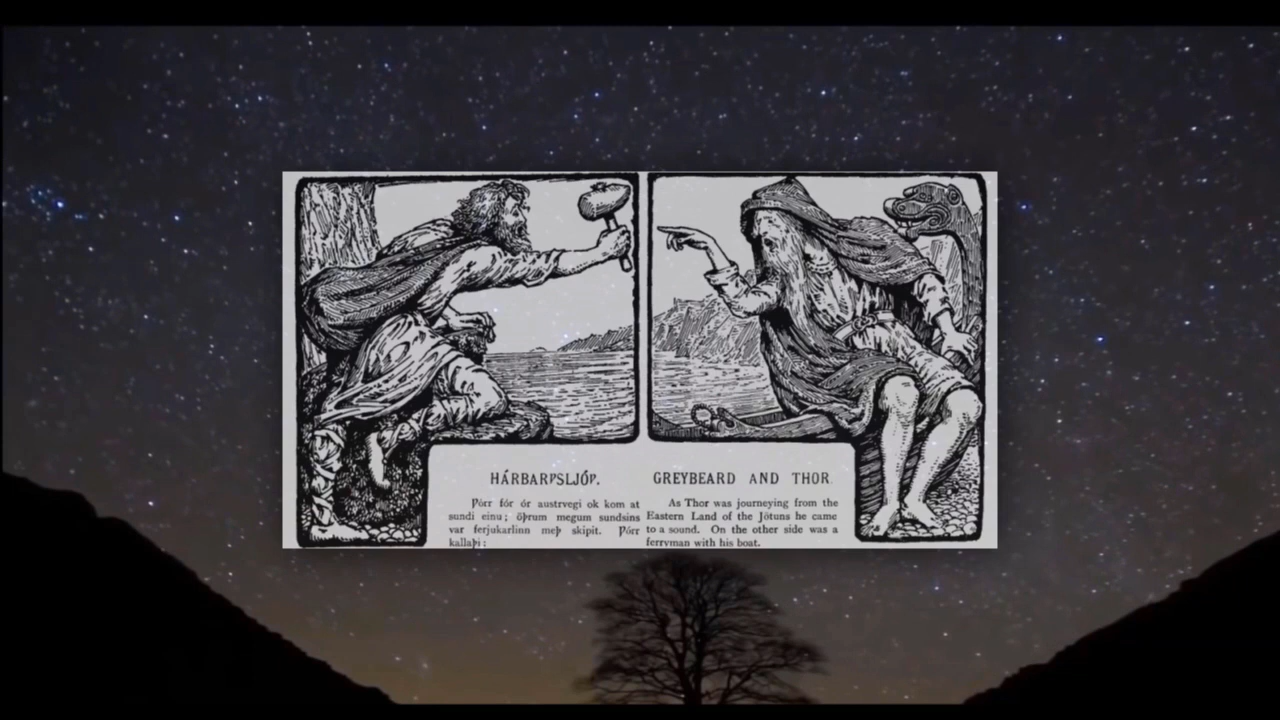 HÁRBARÞSLJÓÞ.
Þórr fór ór austrvegi ok kom at
sundi einu; öþrum megum sundsins
var ferjukarlinn meþ skipit. Þórr
kallaþi:
GREYBEARD AND THOR.
As Thor was journeying from the
Eastern Land of the Jötuns he came
to a sound. On the other side was a
ferryman with his boat.